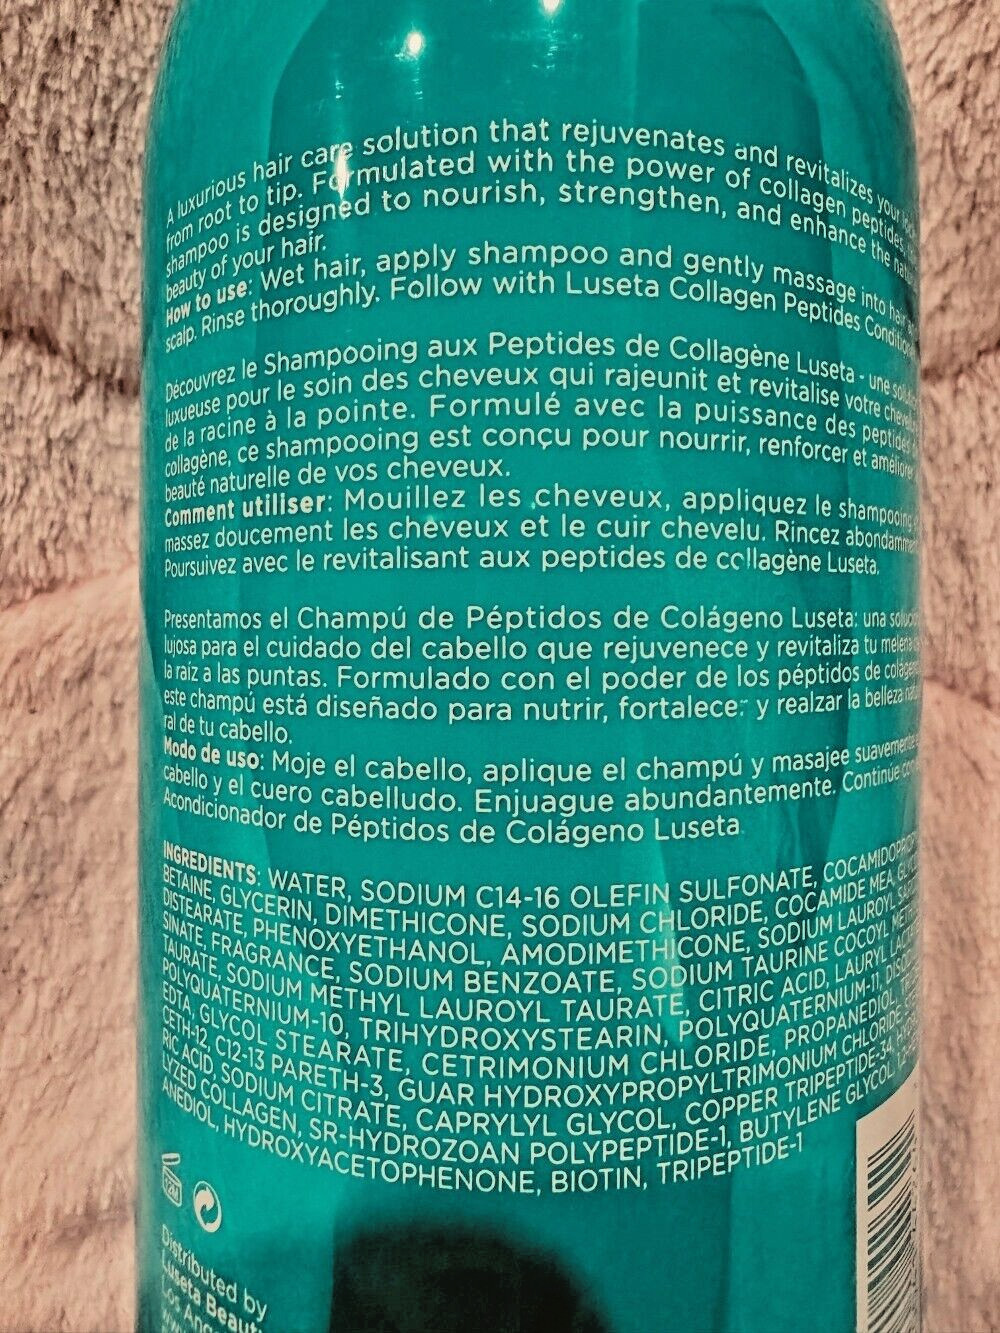 A luxurious hair care solution that rejuvenates and revitalizes your
from root to tip. Formulated with the power of collagen peptides,
shampoo is designed to nourish, strengthen, and enhance the
beauty of your hair.
How to use: Wet hair, apply shampoo and gently massage into hair
scalp. Rinse thoroughly. Follow with Luseta Collagen Peptides
Découvrez le Shampooing aux Peptides de Collagène Luseta - une
luxueuse pour le soin des cheveux qui rajeunit et revitalise votre
de la racine à la pointe. Formulé avec la puissance des peptides
collagène, ce shampooing est conçu pour nourrir, renforcer et améliorer
beauté naturelle de vos cheveux.
Comment utiliser: Mouillez les cheveux, appliquez le shampooing
massez doucement les cheveux et le cuir chevelu. Rincez
Poursuivez avec le revitalisant aux peptides de collagène Luseta.
Presentamos el Champú de Péptidos de Colágeno Luseta: una
lujosa para el cuidado del cabello que rejuvenece y revitaliza tu
la raíz a las puntas. Formulado con el poder de los péptidos de
este champú está diseñado para nutrir, fortalecer y realzar la belleza
ral de tu cabello.
Modo de uso: Moje el cabello, aplique el champú y masajee suavemente
cabello y el cuero cabelludo. Enjuague abundantemente. Continúe
Acondicionador de Péptidos de Colágeno Luseta
INGREDIENTS: WATER, SODIUM C14-16 OLEFIN SULFONATE,
BETAINE, GLYCERIN, DIMETHICONE, SODIUM CHLORIDE, COCAMIDE MEA,
DISTEARATE, PHENOXYETHANOL, AMODIMETHICONE, SODIUM LAUROYL
SINATE, FRAGRANCE, SODIUM BENZOATE, SODIUM TAURINE COCOYL
TAURATE, SODIUM METHYL LAUROYL TAURATE, CITRIC ACID, LAURYL
POLYQUATERNIUM-10, TRIHYDROXYSTEARIN, POLYQUATERNIUM-11,
EDTA, GLYCOL STEARATE, CETRIMONIUM CHLORIDE, PROPANEDIOL,
CETH-12, C12-13 PARETH-3, GUAR HYDROXYPROPYLTRIMONIUM CHLORIDE,
RIC ACID, SODIUM CITRATE, CAPRYLYL GLYCOL, COPPER TRIPEPTIDE-34,
LYZED COLLAGEN, SR-HYDROZOAN POLYPEPTIDE-1, BUTYLENE GLYCOL,
ANEDIOL, HYDROXYACETOPHENONE, BIOTIN, TRIPEPTIDE-1
12M
Distributed by
Luseta
Los